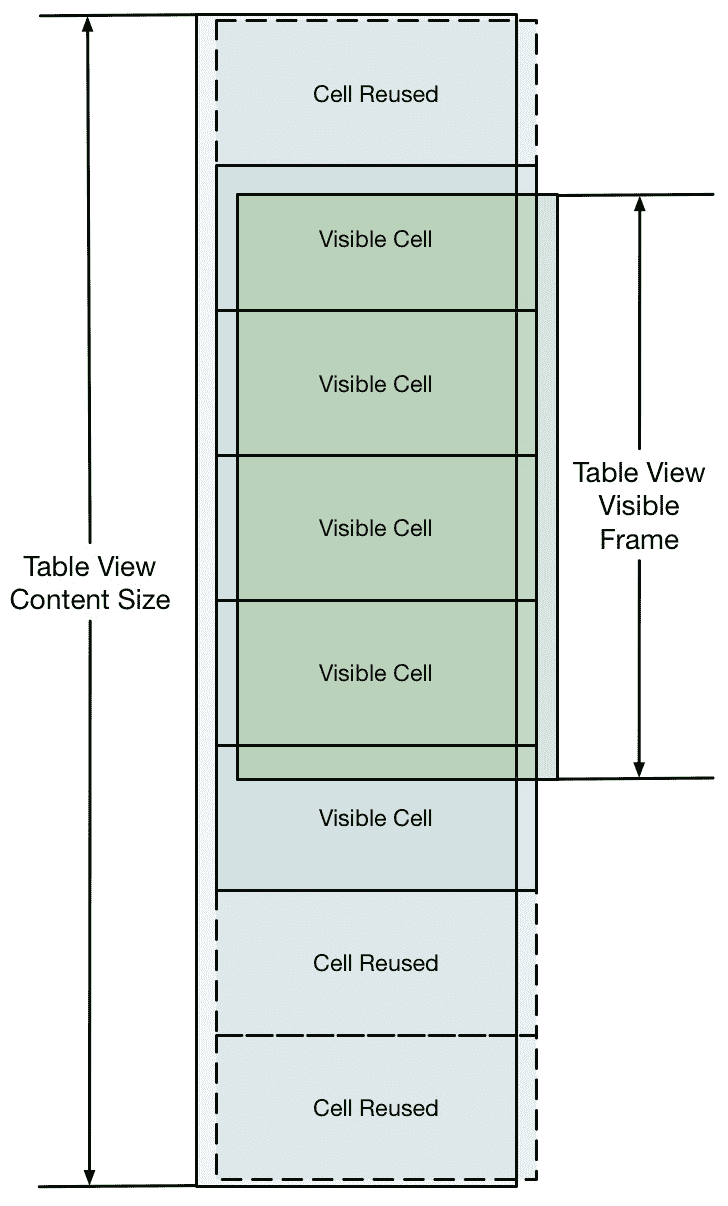 Cell Reused
Visible Cell
Visible Cell
Visible Cell
Visible Cell
Visible Cell
Cell Reused
Cell Reused
Table View
Content Size
Table View
Visible
Frame